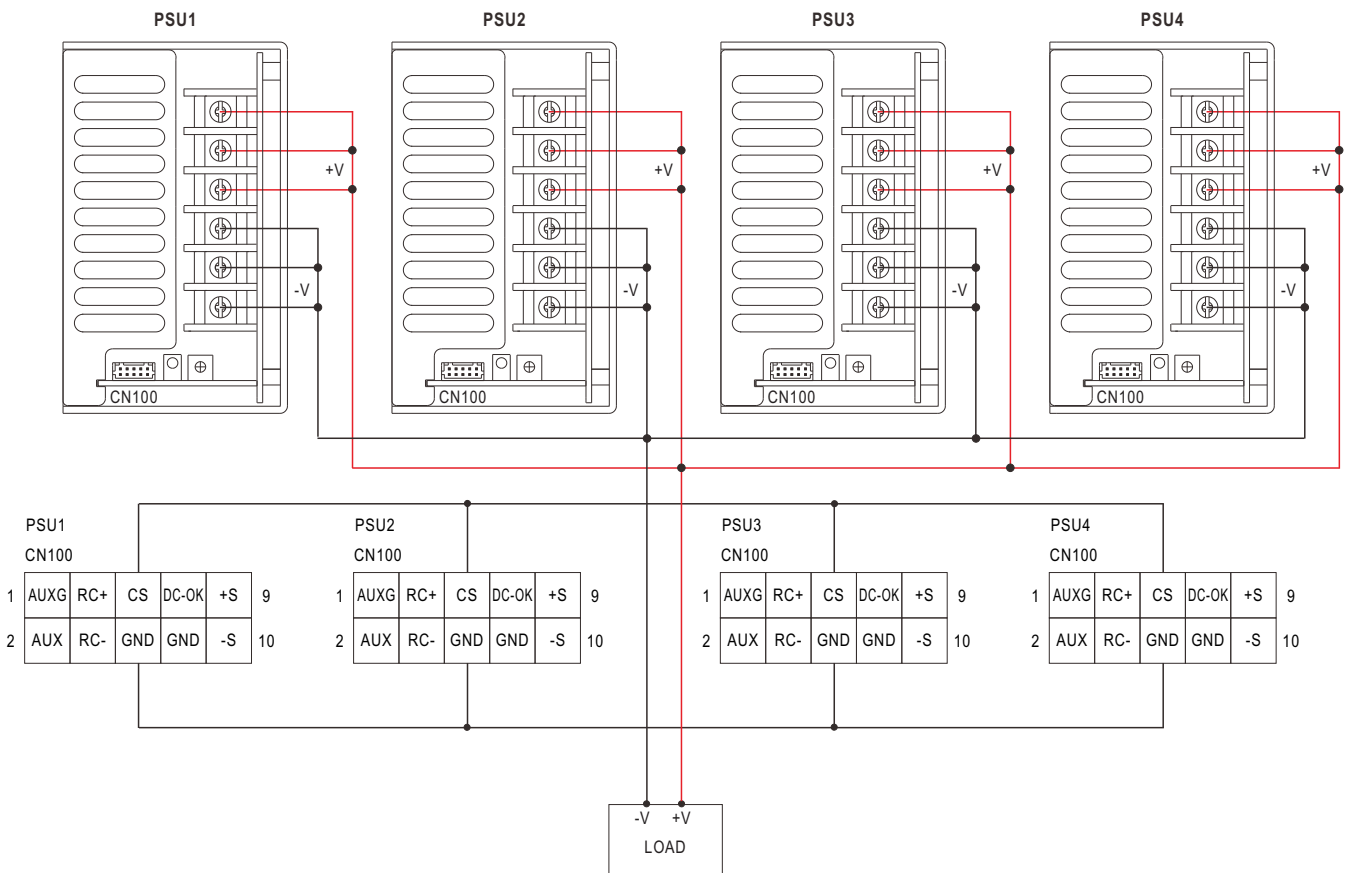 PSU1 PSU2 PSU3 PSU4
+V +V +V +V
-V -V -V -V
CN100 CN100 CN100 CN100
PSU1 PSU2 PSU3 PSU4
CN100 CN100 CN100 CN100
1 AUXG RC+ CS DC-OK +S 9 1 AUXG RC+ CS DC-OK +S 9 1 AUXG RC+ CS DC-OK +S 9 1 AUXG RC+ CS DC-OK +S 9
2 AUX RC- GND GND -S 10 2 AUX RC- GND GND -S 10 2 AUX RC- GND GND -S 10 2 AUX RC- GND GND -S 10
-V +V
LOAD